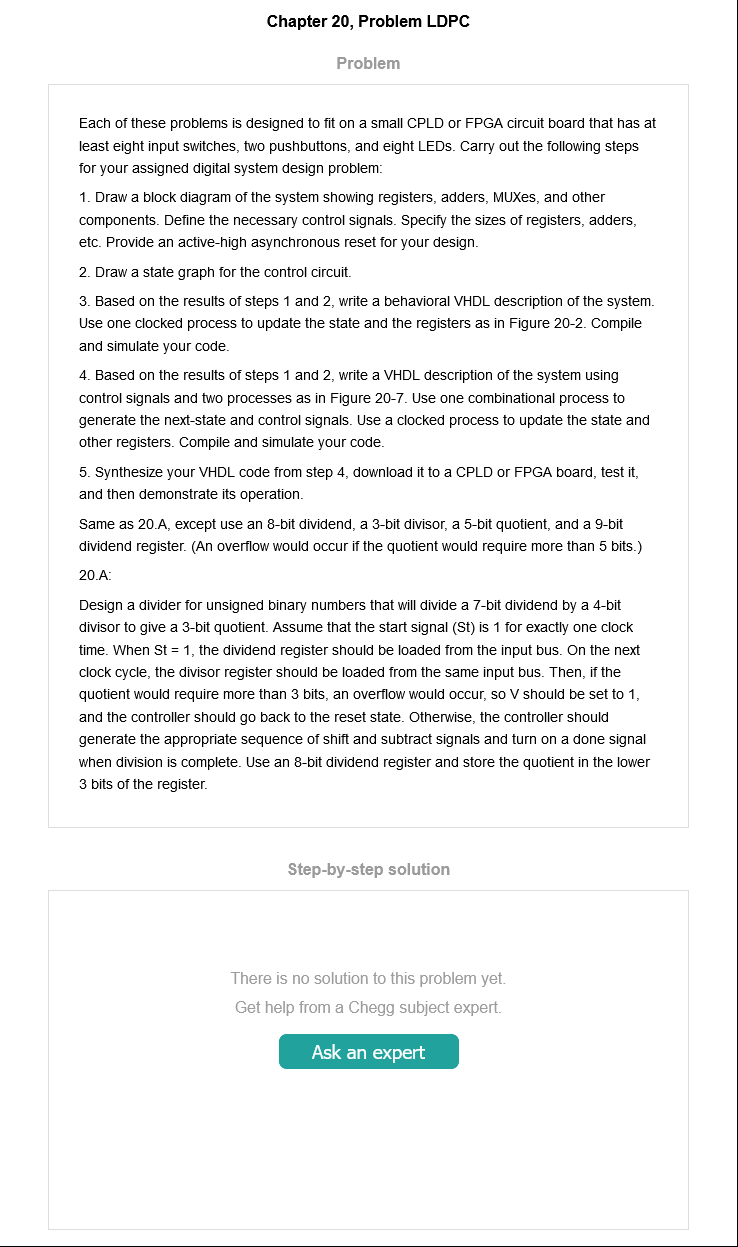 Chapter 20, Problem LDPC
Problem
Each of these problems is designed to fit on a small CPLD or FPGA circuit board that has at
least eight input switches, two pushbuttons, and eight LEDs. Carry out the following steps
for your assigned digital system design problem:
1. Draw a block diagram of the system showing registers, adders, MUXes, and other
components. Define the necessary control signals. Specify the sizes of registers, adders,
etc. Provide an active-high asynchronous reset for your design.
2. Draw a state graph for the control circuit.
3. Based on the results of steps 1 and 2, write a behavioral VHDL description of the system.
Use one clocked process to update the state and the registers as in Figure 20-2. Compile
and simulate your code.
4. Based on the results of steps 1 and 2, write a VHDL description of the system using
control signals and two processes as in Figure 20-7. Use one combinational process to
generate the next-state and control signals. Use a clocked process to update the state and
other registers. Compile and simulate your code.
5. Synthesize your VHDL code from step 4, download it to a CPLD or FPGA board, test it,
and then demonstrate its operation.
Same as 20.A, except use an 8-bit dividend, a 3-bit divisor, a 5-bit quotient, and a 9-bit
dividend register. (An overflow would occur if the quotient would require more than 5 bits.)
20.A:
Design a divider for unsigned binary numbers that will divide a 7-bit dividend by a 4-bit
divisor to give a 3-bit quotient. Assume that the start signal (St) is 1 for exactly one clock
time. When St = 1, the dividend register should be loaded from the input bus. On the next
clock cycle, the divisor register should be loaded from the same input bus. Then, if the
quotient would require more than 3 bits, an overflow would occur, so V should be set to 1,
and the controller should go back to the reset state. Otherwise, the controller should
generate the appropriate sequence of shift and subtract signals and turn on a done signal
when division is complete. Use an 8-bit dividend register and store the quotient in the lower
3 bits of the register.
Step-by-step solution
There is no solution to this problem yet.
Get help from a Chegg subject expert.
Ask an expert